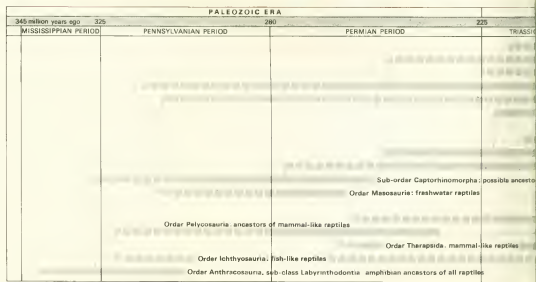 PALEOZOIC ERA
345 million years ago 325 280 225
MISSISSIPPIAN PERIOD PENNSYLVANIAN PERIOD PERMIAN PERIOD TRIASSIC
Sub-order Captorhinomorpha: possible ancesto
Order Mesosauria: freshwater reptiles
Order Pelycosauria: ancestors of mammal-like reptiles
Order Therapsida: mammal-like reptiles
Order Ichthyosauria: fish-like reptiles
Order Anthracosauria, sub-class Labyrinthodontia: amphibian ancestors of all reptiles